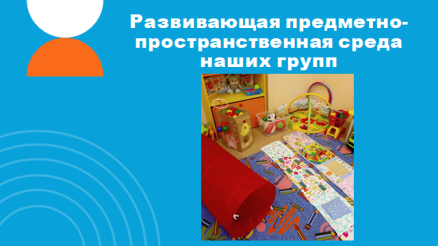 Развивающая предметно-
пространственная среда
наших групп